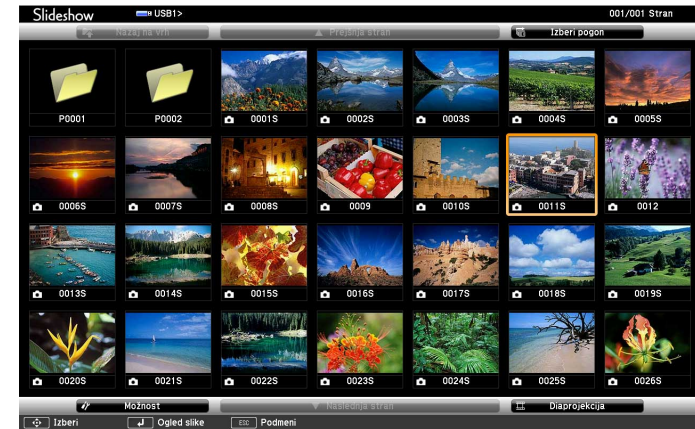 Slideshow USB1> 001/001 Stran
Nazaj na vrh ▲ Prejšnja stran Izberi pogon
P0001 P0002 0001S 0002S 0003S 0004S 0005S
0006S 0007S 0008S 0009 0010S 0011S 0012
0013S 0014S 0015S 0016S 0017S 0018S 0019S
0020S 0021S 0022S 0023S 0024S 0025S 0026S
Možnost ▼ Naslednja stran Diaprojekcija
Izberi Ogled slike ESC Podmeni